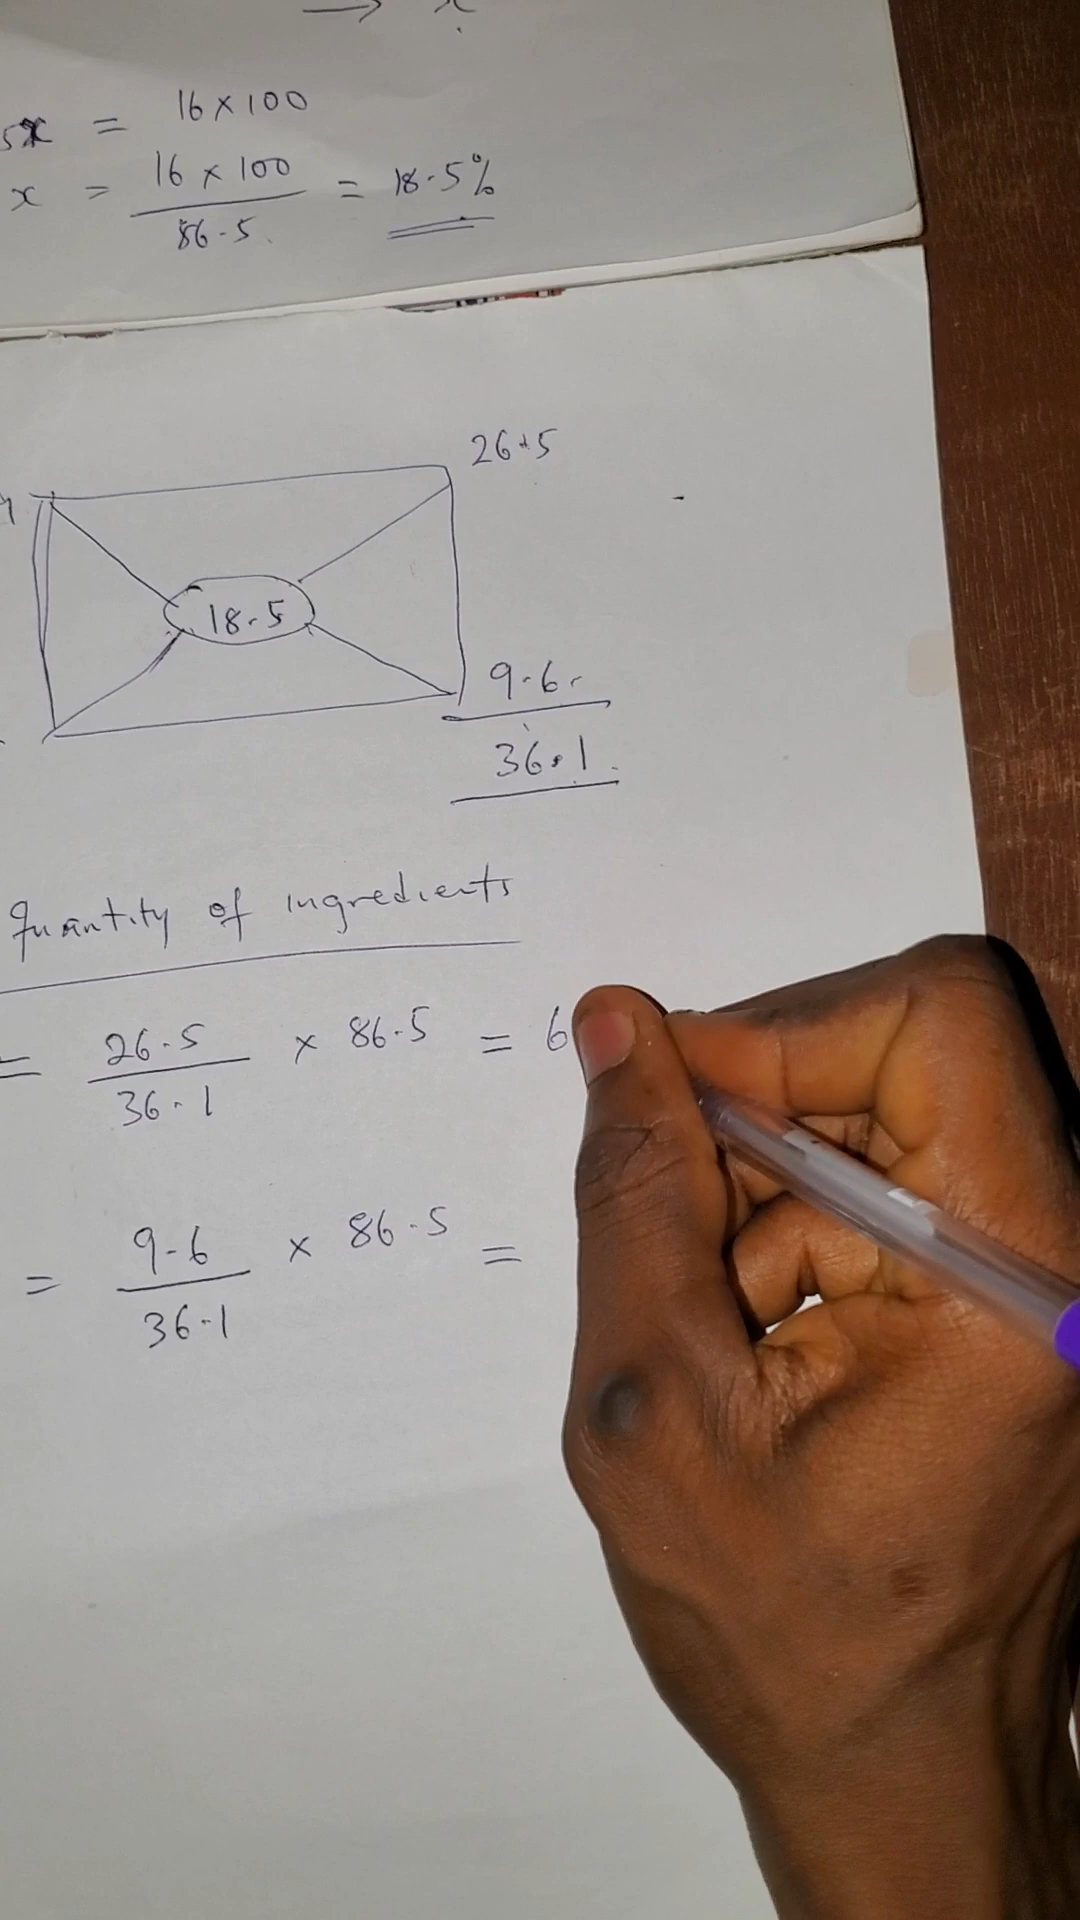 5x = 16 x 100
x = 16 x 100 / 86.5 = 18.5%
26.5
18.5
9.6
36.1
quantity of ingredients
= 26.5 / 36.1 x 86.5 = 6
= 9.6 / 36.1 x 86.5 =